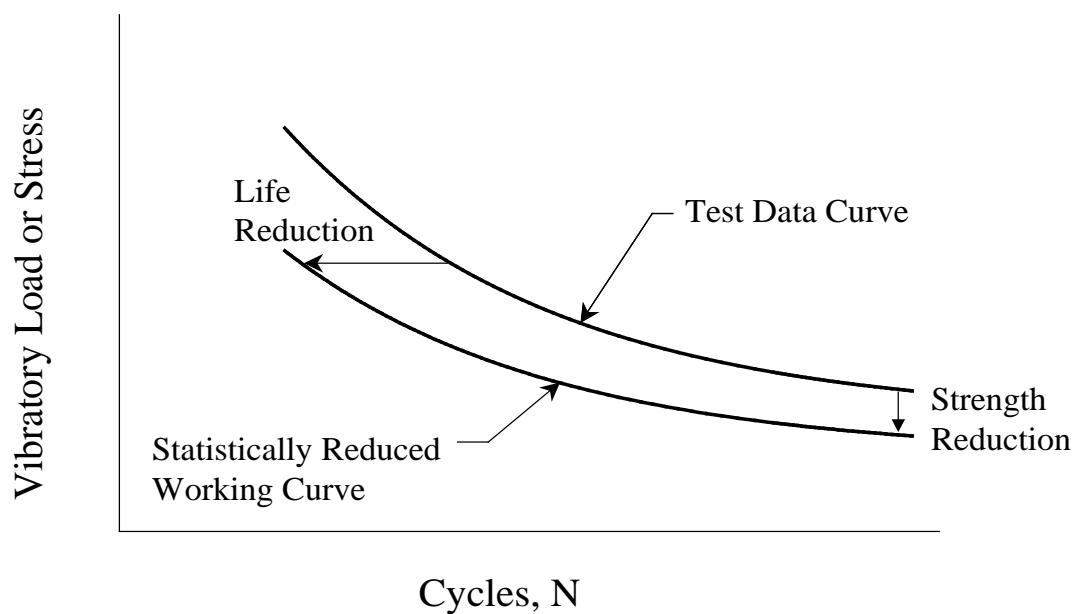 Vibratory Load or Stress
Life
Reduction
Test Data Curve
Strength
Reduction
Statistically Reduced
Working Curve
Cycles, N